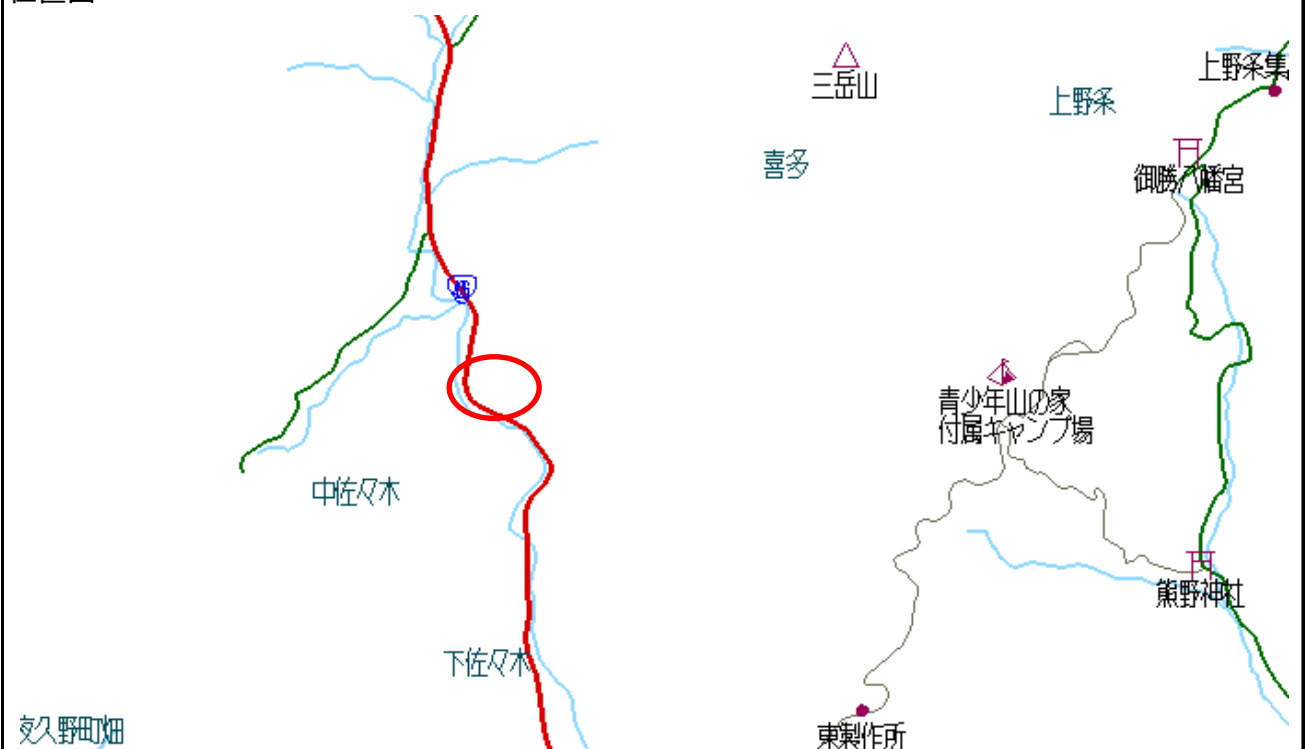 三岳山
上野条集
上野条
喜多
御勝八幡宮
青少年山の家
付属キャンプ場
中佐々木
熊野神社
下佐々木
夜久野町畑
東製作所